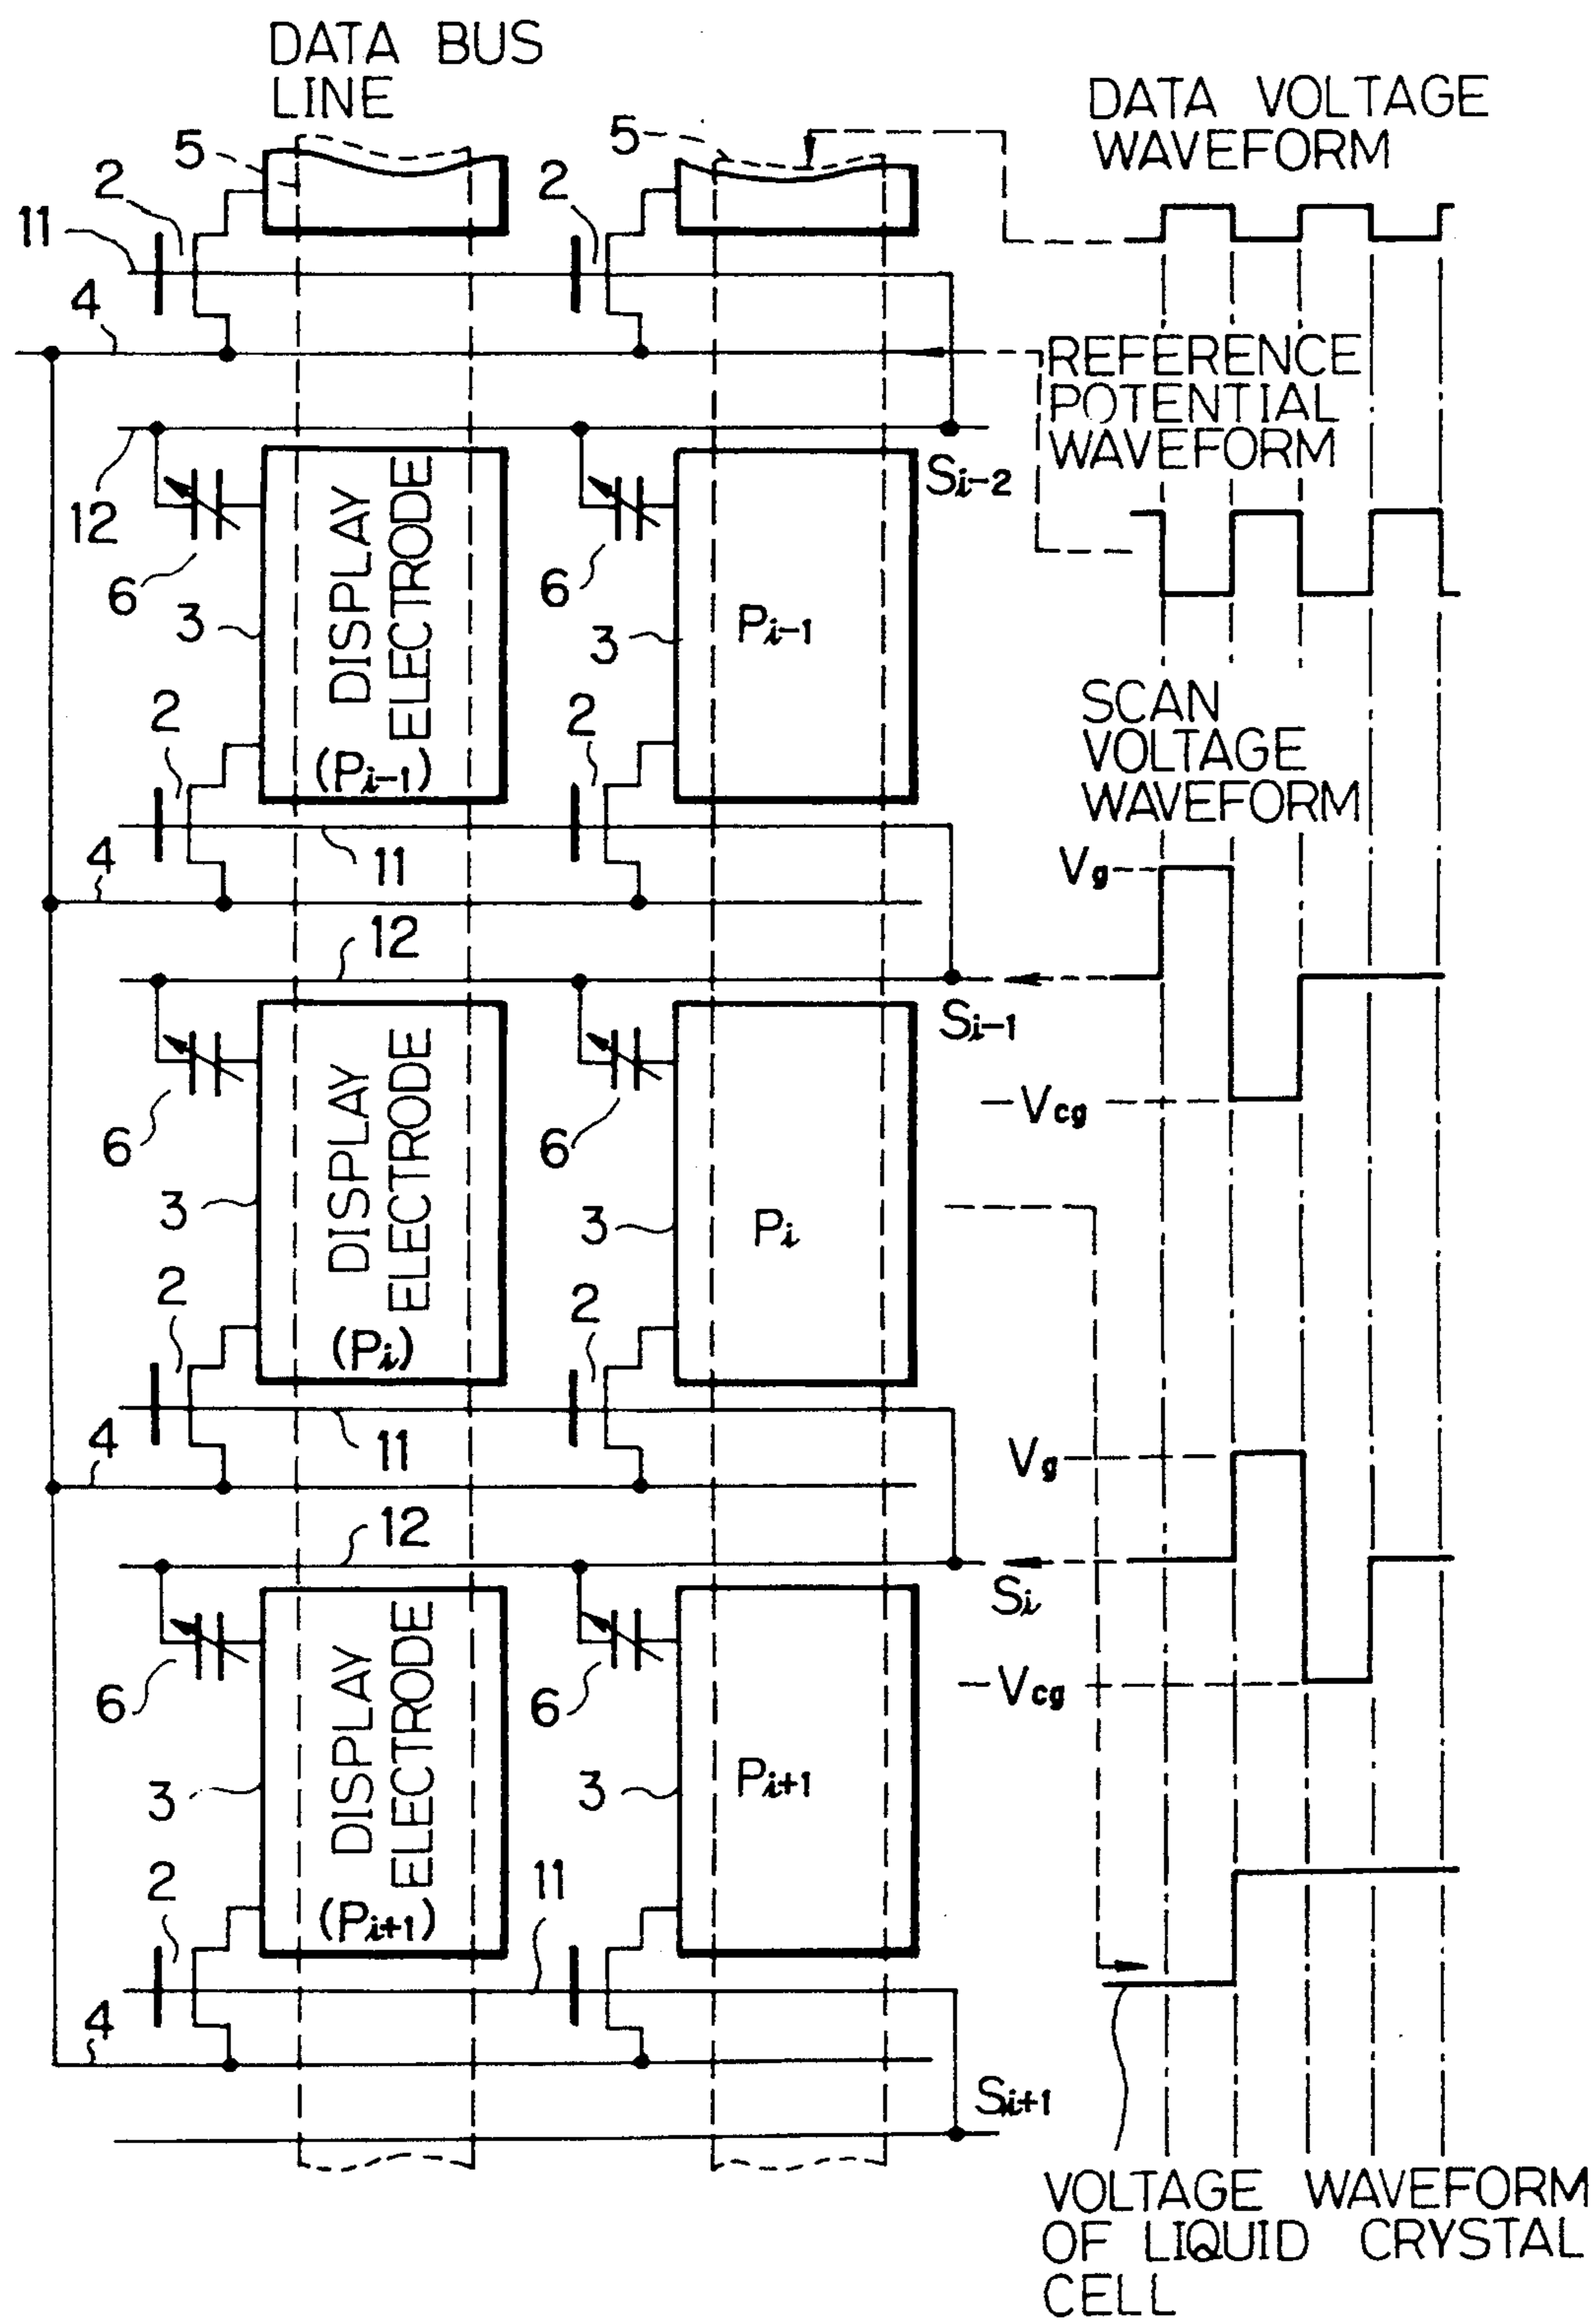 DATA BUS
LINE
DATA VOLTAGE
WAVEFORM
5
5
2
2
11
4
REFERENCE
POTENTIAL
WAVEFORM
12
Si-2
6
6
3
DISPLAY
ELECTRODE
(Pi-1)
3
Pi-1
SCAN
VOLTAGE
WAVEFORM
2
2
11
4
Vg
12
Si-1
-Vcg
6
6
3
DISPLAY
ELECTRODE
(Pi)
3
Pi
2
2
11
4
Vg
12
Si
-Vcg
6
6
3
DISPLAY
ELECTRODE
(Pi+1)
3
Pi+1
2
11
4
Si+1
VOLTAGE WAVEFORM
OF LIQUID CRYSTAL
CELL